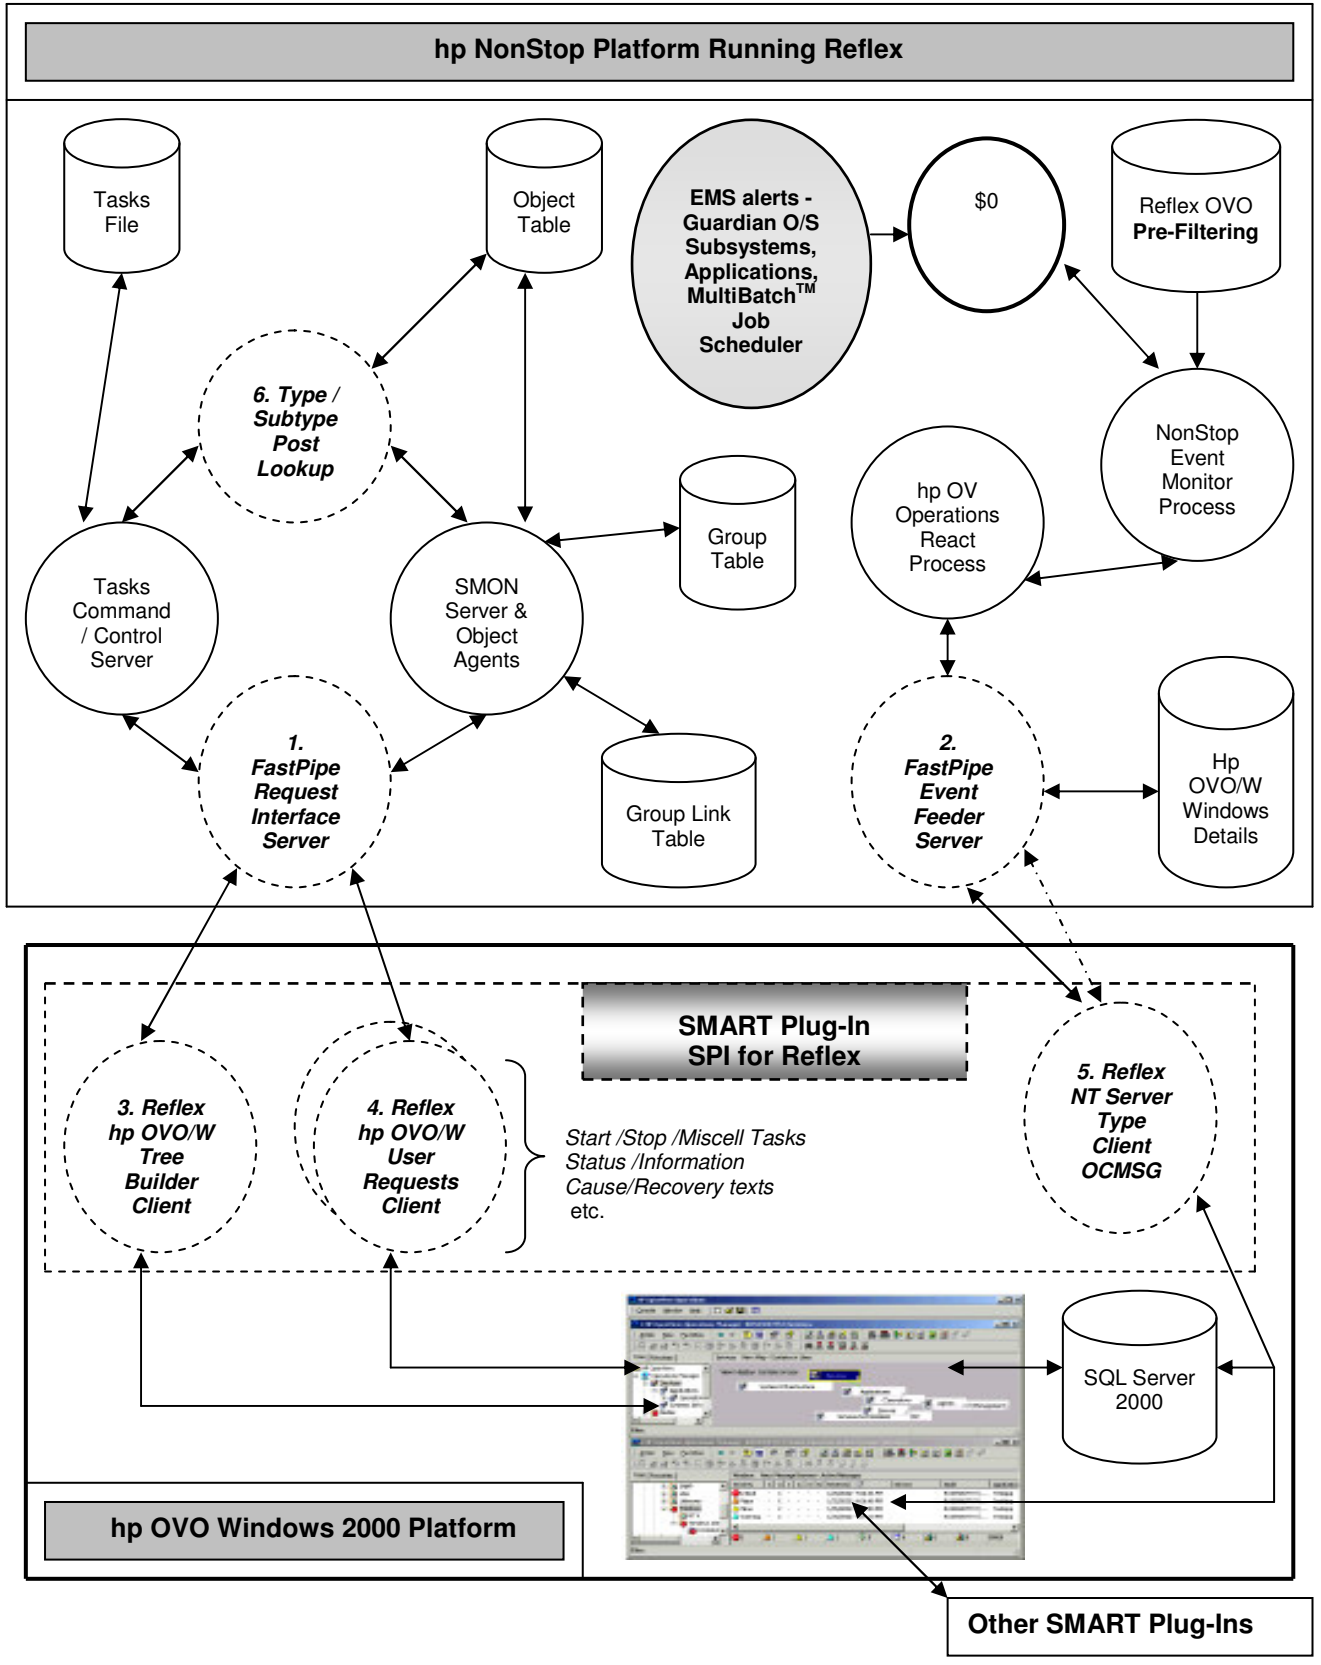 hp NonStop Platform Running Reflex
Tasks
File
Object
Table
EMS alerts -
Guardian O/S
Subsystems,
Applications,
MultiBatch™
Job
Scheduler
$0
Reflex OVO
Pre-Filtering
6. Type /
Subtype
Post
Lookup
NonStop
Event
Monitor
Process
hp OV
Operations
React
Process
Group
Table
Tasks
Command
/ Control
Server
SMON
Server &
Object
Agents
1.
FastPipe
Request
Interface
Server
Group Link
Table
2.
FastPipe
Event
Feeder
Server
Hp
OVO/W
Windows
Details
SMART Plug-In
SPI for Reflex
3. Reflex
hp OVO/W
Tree
Builder
Client
4. Reflex
hp OVO/W
User
Requests
Client
Start /Stop /Miscell Tasks
Status /Information
Cause/Recovery texts
etc.
5. Reflex
NT Server
Type
Client
OCMSG
SQL Server
2000
hp OVO Windows 2000 Platform
Other SMART Plug-Ins